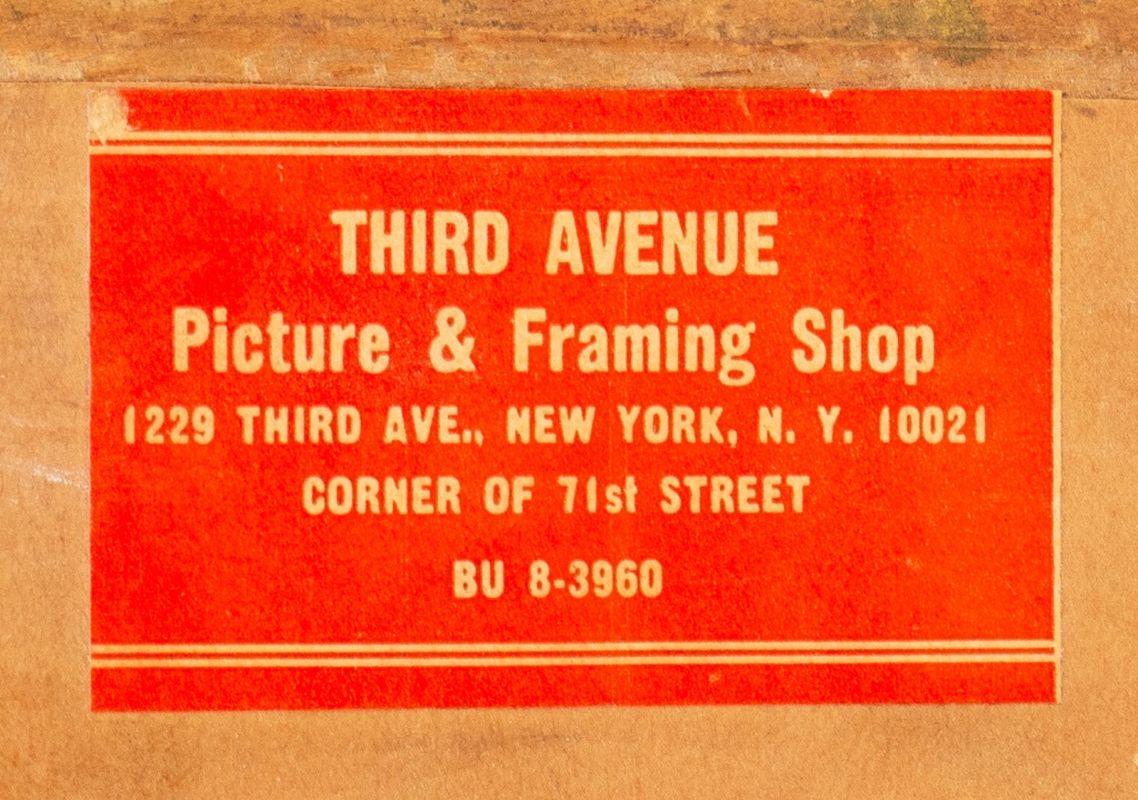 THIRD AVENUE
Picture & Framing Shop
1229 THIRD AVE., NEW YORK, N. Y. 10021
CORNER OF 71st STREET
BU 8-3960